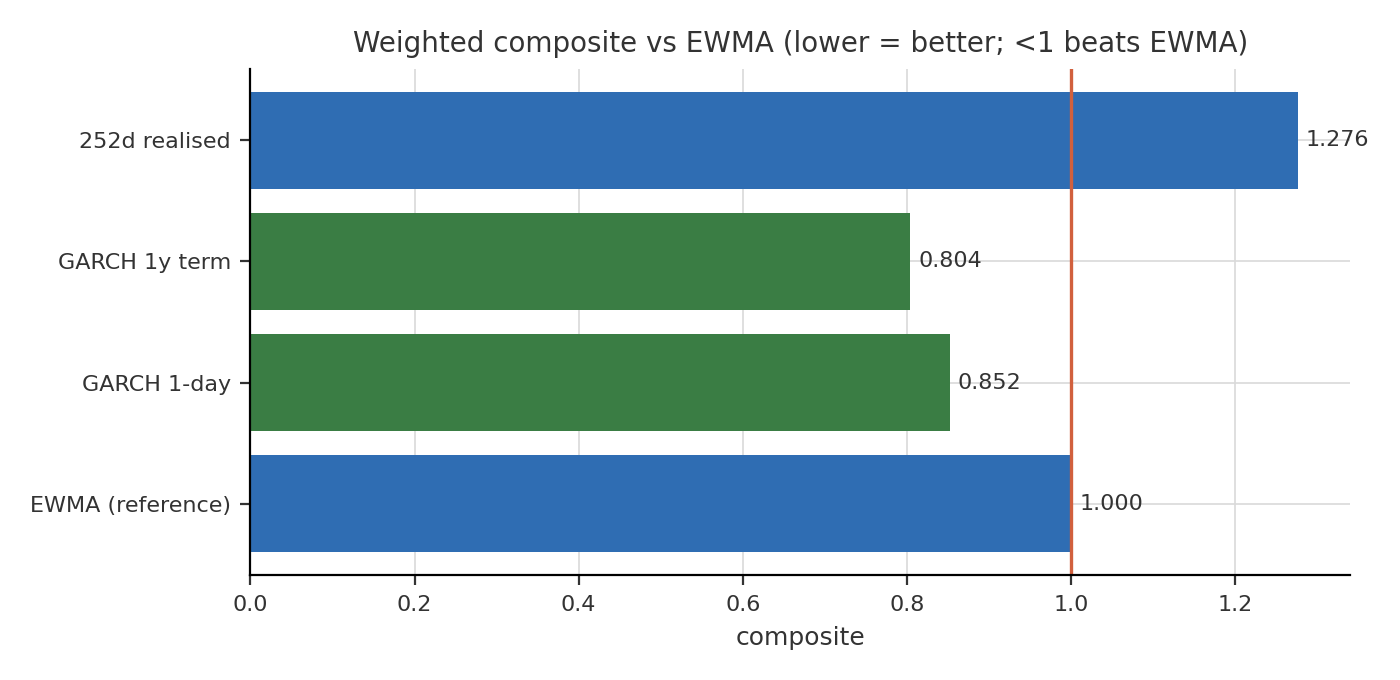 Weighted composite vs EWMA (lower = better; <1 beats EWMA)
252d realised
1.276
GARCH 1y term
0.804
GARCH 1-day
0.852
EWMA (reference)
1.000
0.0 0.2 0.4 0.6 0.8 1.0 1.2
composite